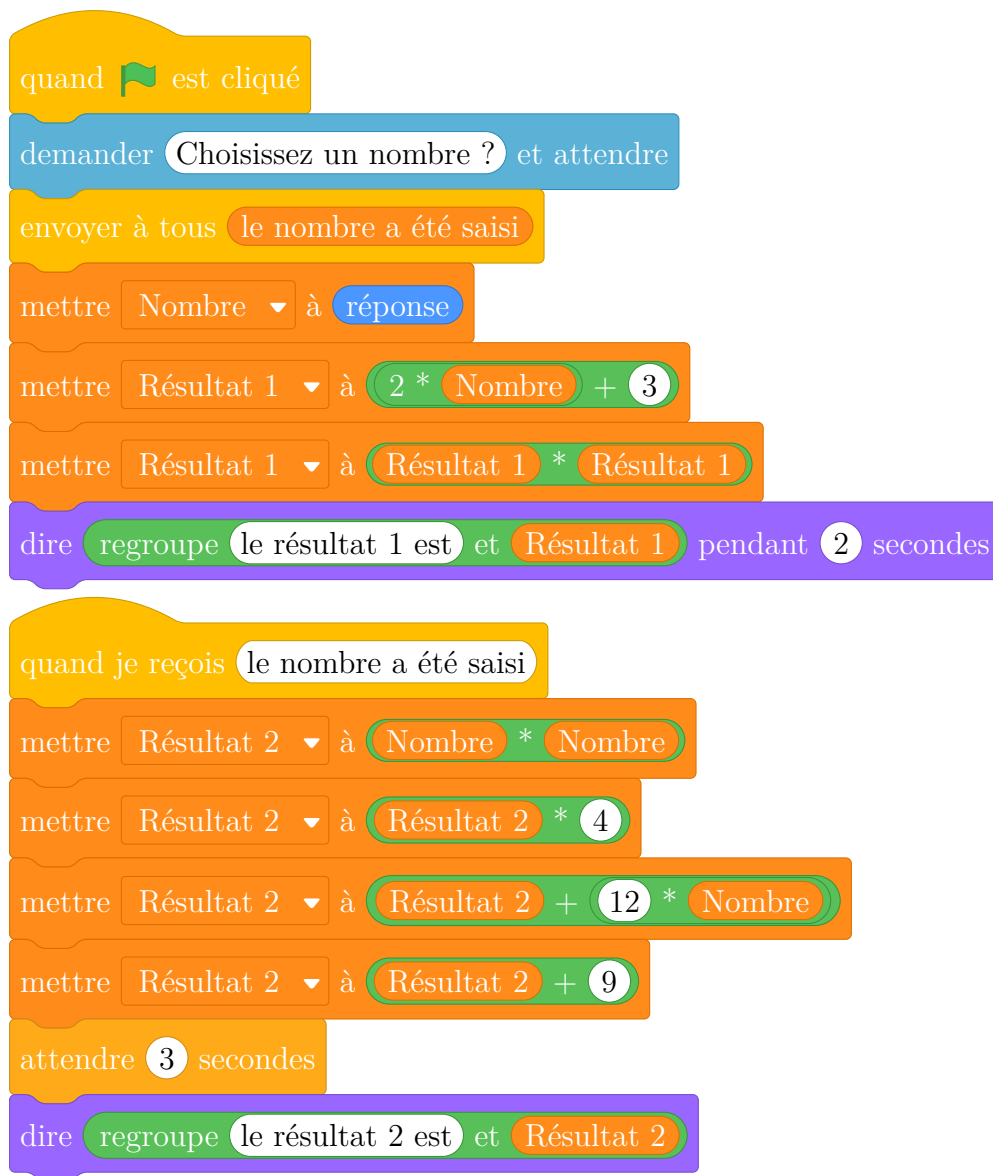 quand est cliqué
demander Choisissez un nombre ? et attendre
envoyer à tous le nombre a été saisi
mettre Nombre à réponse
mettre Résultat 1 à 2 * Nombre + 3
mettre Résultat 1 à Résultat 1 * Résultat 1
dire regroupe le résultat 1 est et Résultat 1 pendant 2 secondes
quand je reçois le nombre a été saisi
mettre Résultat 2 à Nombre * Nombre
mettre Résultat 2 à Résultat 2 * 4
mettre Résultat 2 à Résultat 2 + 12 * Nombre
mettre Résultat 2 à Résultat 2 + 9
attendre 3 secondes
dire regroupe le résultat 2 est et Résultat 2